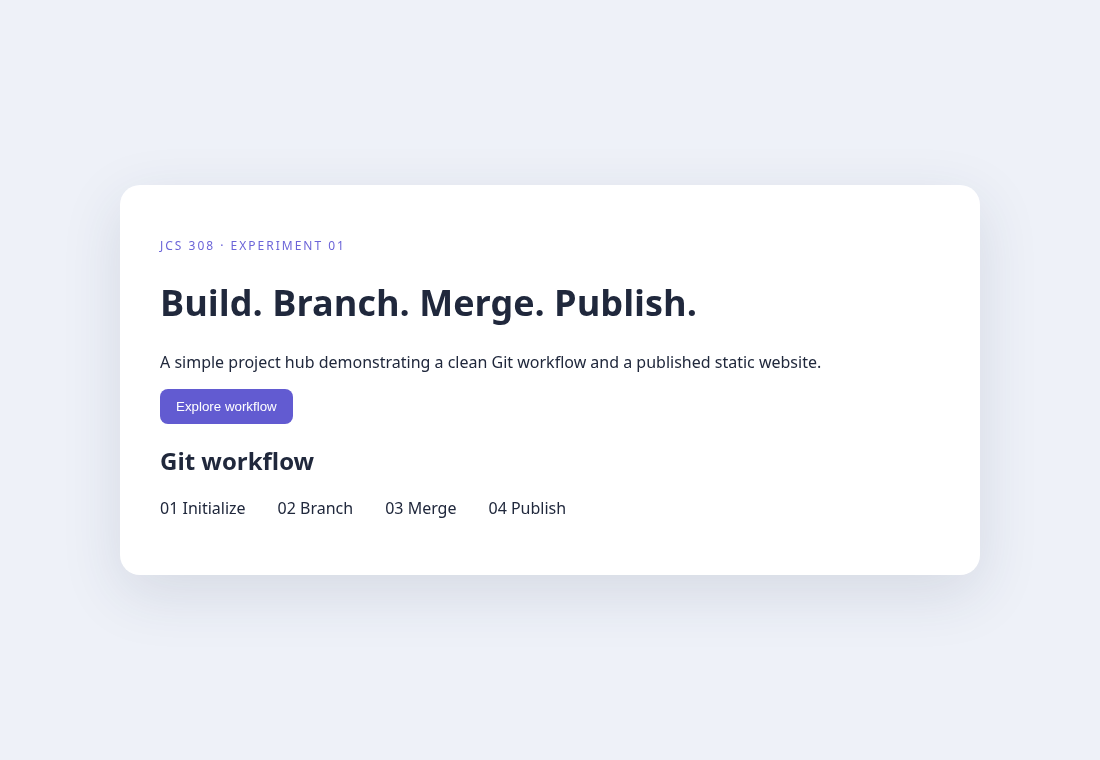 JCS 308 · EXPERIMENT 01
Build. Branch. Merge. Publish.
A simple project hub demonstrating a clean Git workflow and a published static website.
Explore workflow
Git workflow
01 Initialize 02 Branch 03 Merge 04 Publish